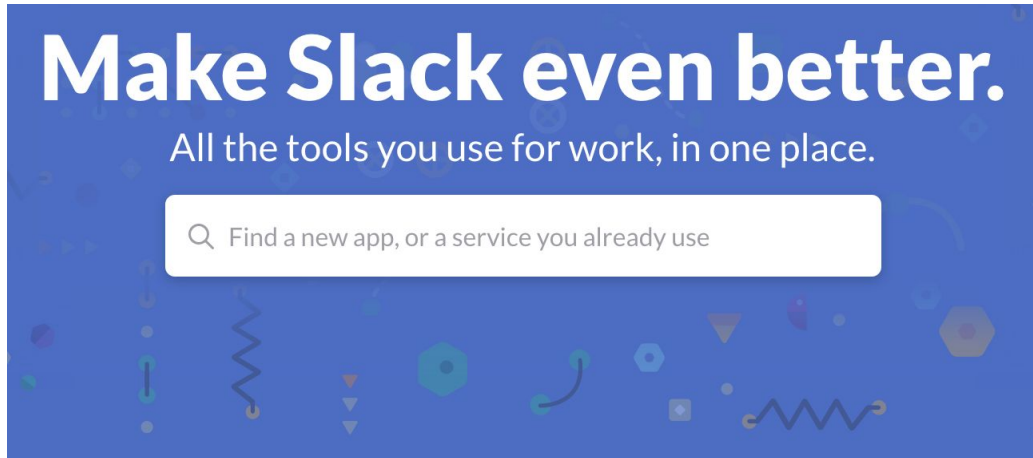 Make Slack even better.
All the tools you use for work, in one place.
Find a new app, or a service you already use